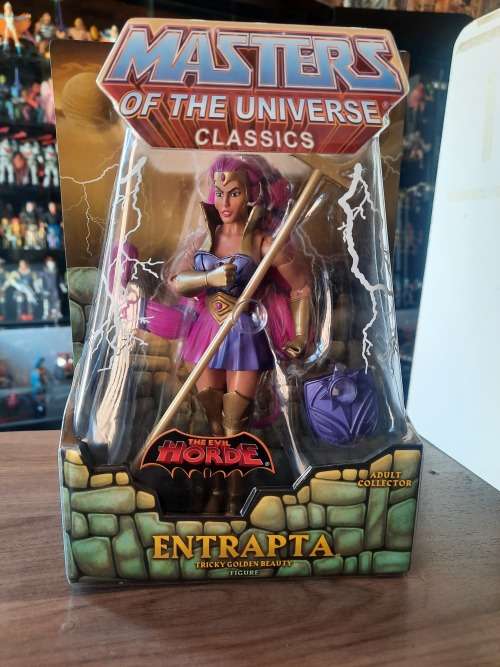 MASTERS
OF THE UNIVERSE
CLASSICS
THE EVIL
HORDE
ADULT
COLLECTOR
ENTRAPTA
TRICKY GOLDEN BEAUTY
FIGURE